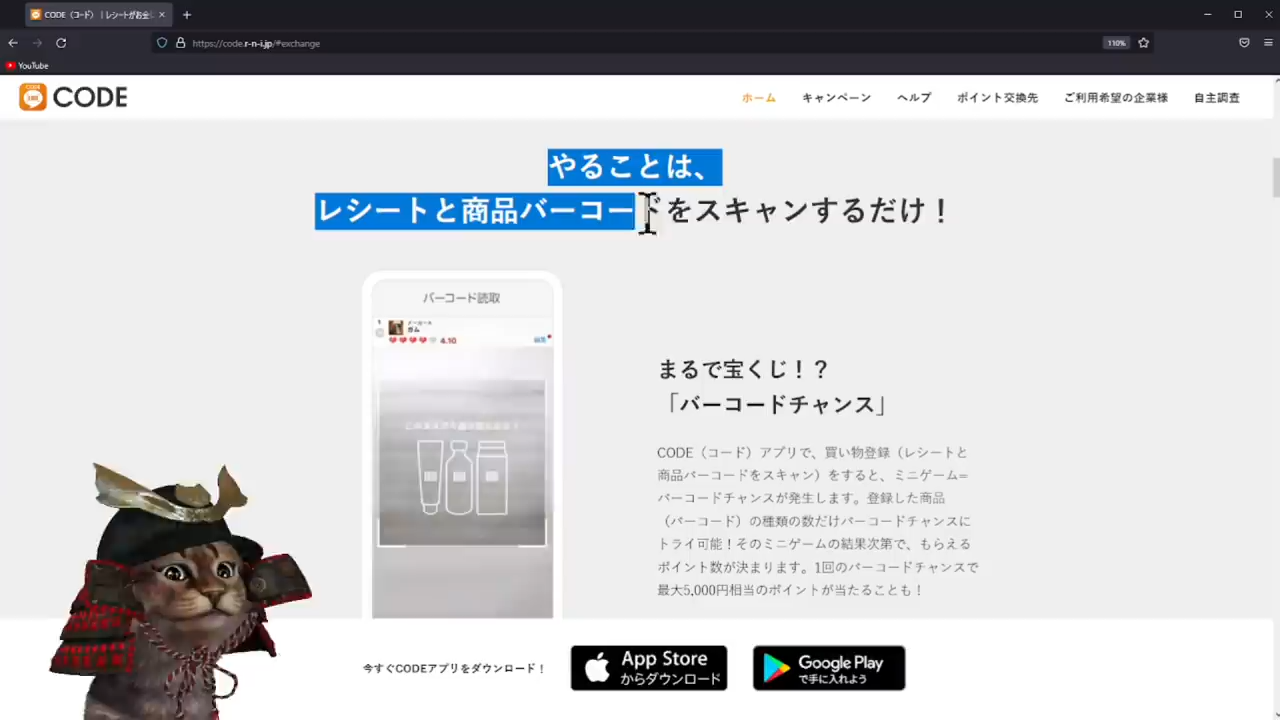 CODE（コード）｜レシートがお金に
https://code.r-n-i.jp/#exchange
110%
YouTube
CODE
ホーム
キャンペーン
ヘルプ
ポイント交換先
ご利用希望の企業様
自主調査
やることは、
レシートと商品バーコードをスキャンするだけ！
バーコード読取
1
メーカーA
ガム
4.10
まるで宝くじ！？
「バーコードチャンス」
CODE（コード）アプリで、買い物登録（レシートと
商品バーコードをスキャン）をすると、ミニゲーム=
バーコードチャンスが発生します。登録した商品
（バーコード）の種類の数だけバーコードチャンスに
トライ可能！そのミニゲームの結果次第で、もらえる
ポイント数が決まります。1回のバーコードチャンスで
最大5,000円相当のポイントが当たることも！
今すぐCODEアプリをダウンロード！
App Store
からダウンロード
Google Play
で手に入れよう